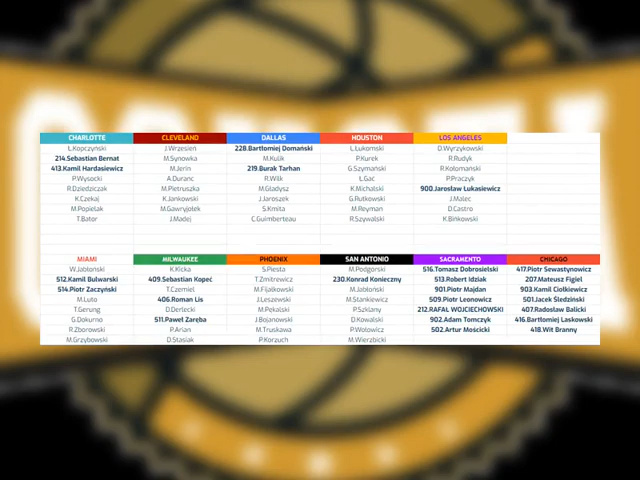 CHARLOTTE CLEVELAND DALLAS HOUSTON LOS ANGELES
Ł.Kopczyński J.Wrzesień 228.Bartłomiej Domański Ł.Łukomski D.Wyrzykowski
214.Sebastian Bernat M.Synowka M.Kulik P.Kurek R.Rudyk
413.Kamil Hardasiewicz M.Jerin 219.Burak Tarhan G.Szymański R.Kołomański
P.Wysocki A.Duranc R.Wilk Ł.Gać P.Praczyk
R.Dziedziczak M.Pietruszka M.Gładysz K.Michalski 900.Jarosław Łukasiewicz
K.Czekaj K.Jankowski J.Jaroszek G.Rutkowski J.Malec
M.Popielak M.Gawryjołek S.Kmita M.Reyman D.Castro
T.Bator J.Madej C.Guimberteau R.Szywalski K.Bińkowski
MIAMI MILWAUKEE PHOENIX SAN ANTONIO SACRAMENTO CHICAGO
W.Jabłoński K.Kicka S.Piesta M.Podgórski 516.Tomasz Dobrosielski 417.Piotr Sewastynowicz
512.Kamil Bulwarski 409.Sebastian Kopeć T.Żmitrewicz 230.Konrad Konieczny 513.Robert Idziak 207.Mateusz Figiel
514.Piotr Zaczyński T.Czemiel M.Fijałkowski M.Jabłoński 901.Piotr Majdan 903.Kamil Ciołkiewicz
M.Luto 406.Roman Lis J.Leszewski M.Stankiewicz 509.Piotr Leonowicz 501.Jacek Śledziński
T.Gerung D.Derlecki M.Pękalski P.Szklany 212.RAFAŁ WOJCIECHOWSKI 407.Radosław Balicki
G.Dokurno 511.Paweł Zaręba J.Bojanowski D.Kowalski 902.Adam Tomczyk 416.Bartłomiej Laskowski
R.Zborowski P.Arian M.Truskawa P.Wołowicz 502.Artur Mościcki 418.Wit Branny
M.Grzybowski D.Stasiak P.Korzuch M.Wierzbicki